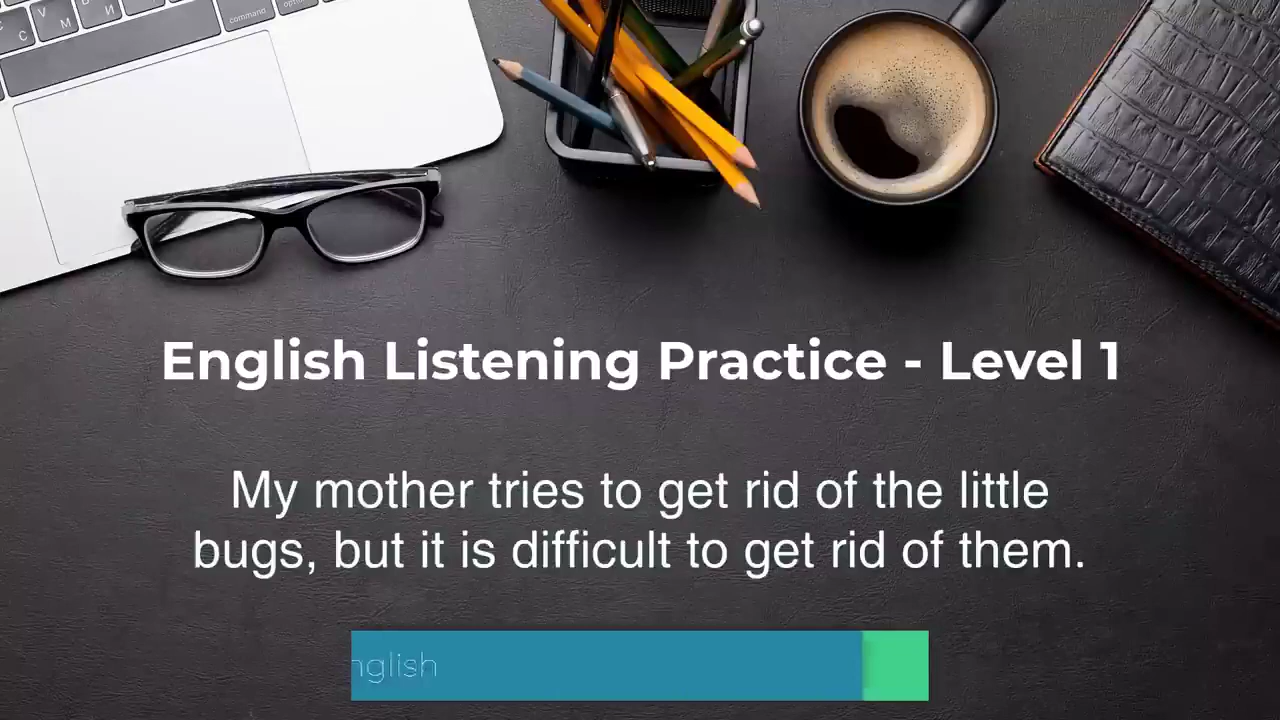 command
English Listening Practice - Level 1
My mother tries to get rid of the little
bugs, but it is difficult to get rid of them.
nglish